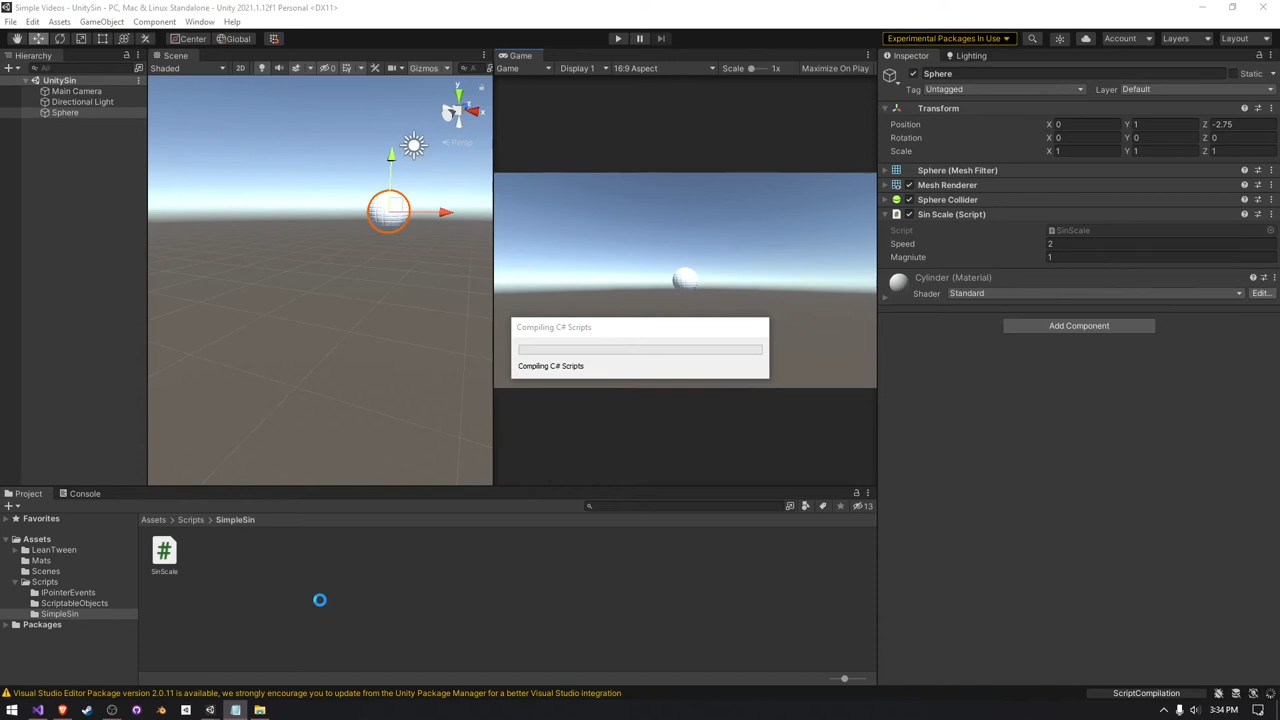 Simple Videos - UnitySin - PC, Mac & Linux Standalone - Unity 2021.1.12f1 Personal <DX11>
File Edit Assets GameObject Component Window Help
Center Global
Experimental Packages In Use
Account Layers Layout
Hierarchy
All
UnitySin
Main Camera
Directional Light
Sphere
Scene
Shaded 2D 0 Gizmos A
y
x
z
Persp
Game
Game Display 1 16:9 Aspect Scale 1x Maximize On Play
Compiling C# Scripts
Compiling C# Scripts
Inspector Lighting
Sphere Static
Tag Untagged Layer Default
Transform
Position X 0 Y 1 Z -2.75
Rotation X 0 Y 0 Z 0
Scale X 1 Y 1 Z 1
Sphere (Mesh Filter)
Mesh Renderer
Sphere Collider
Sin Scale (Script)
Script SinScale
Speed 2
Magniute 1
Cylinder (Material)
Shader Standard Edit...
Add Component
Project Console
13
Favorites
Assets
LeanTween
Mats
Scenes
Scripts
IPointerEvents
ScriptableObjects
SimpleSin
Packages
Assets > Scripts > SimpleSin
#
SinScale
Visual Studio Editor Package version 2.0.11 is available, we strongly encourage you to update from the Unity Package Manager for a better Visual Studio integration
ScriptCompilation
3:34 PM